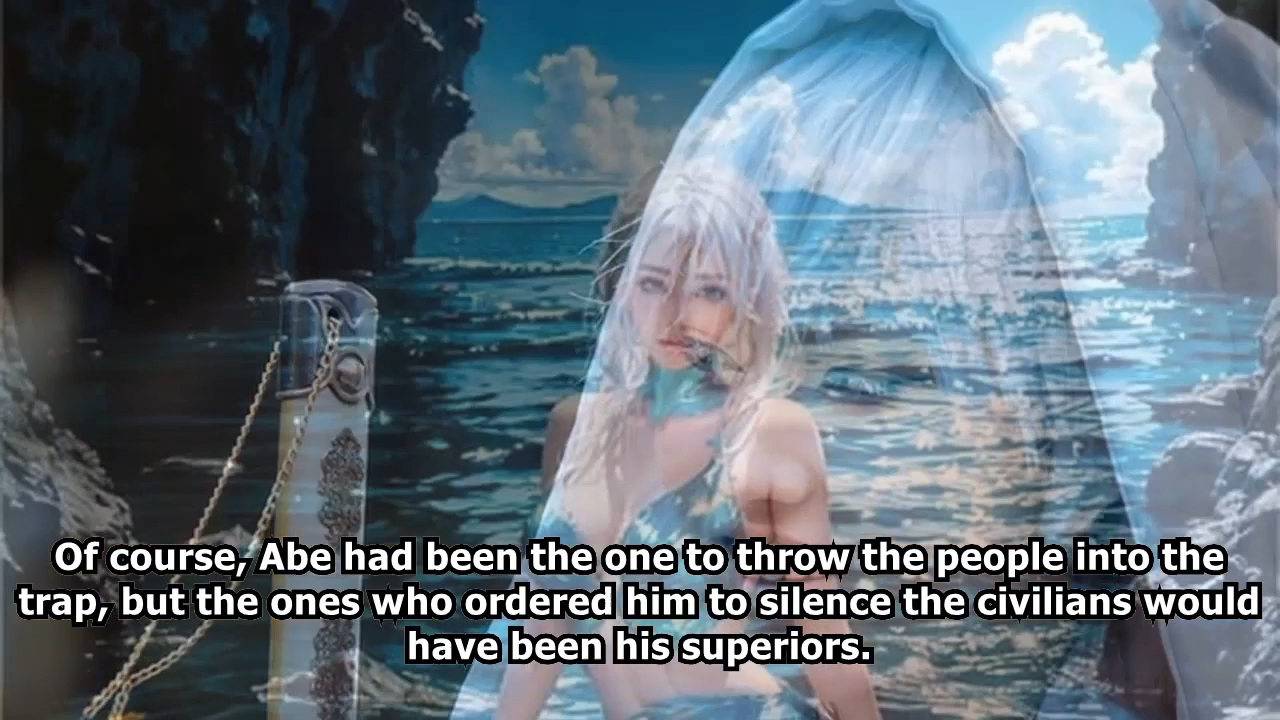 Of course, Abe had been the one to throw the people into the
trap, but the ones who ordered him to silence the civilians would
have been his superiors.